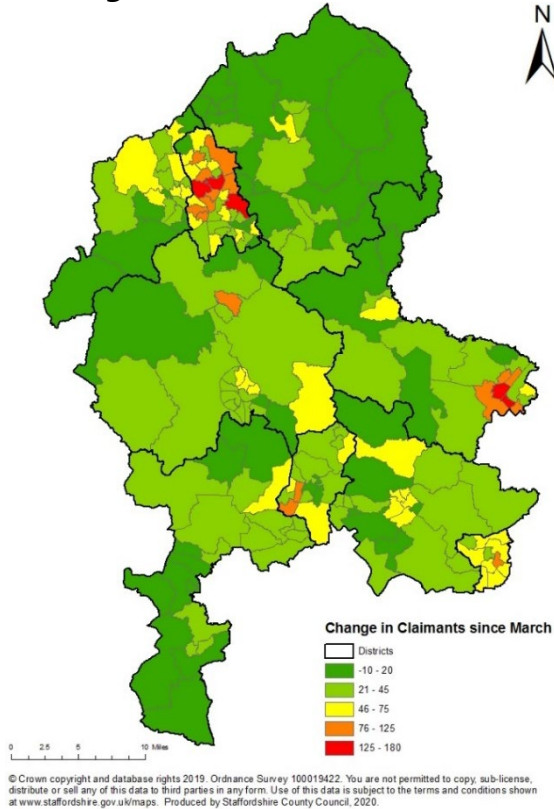 N
Change in Claimants since March
Districts
-10 - 20
21 - 45
46 - 75
76 - 125
125 - 180
0 2.5 5 10 Miles
© Crown copyright and database rights 2019. Ordnance Survey 100019422. You are not permitted to copy, sub-license,
distribute or sell any of this data to third parties in any form. Use of this data is subject to the terms and conditions shown
at www.staffordshire.gov.uk/maps. Produced by Staffordshire County Council, 2020.